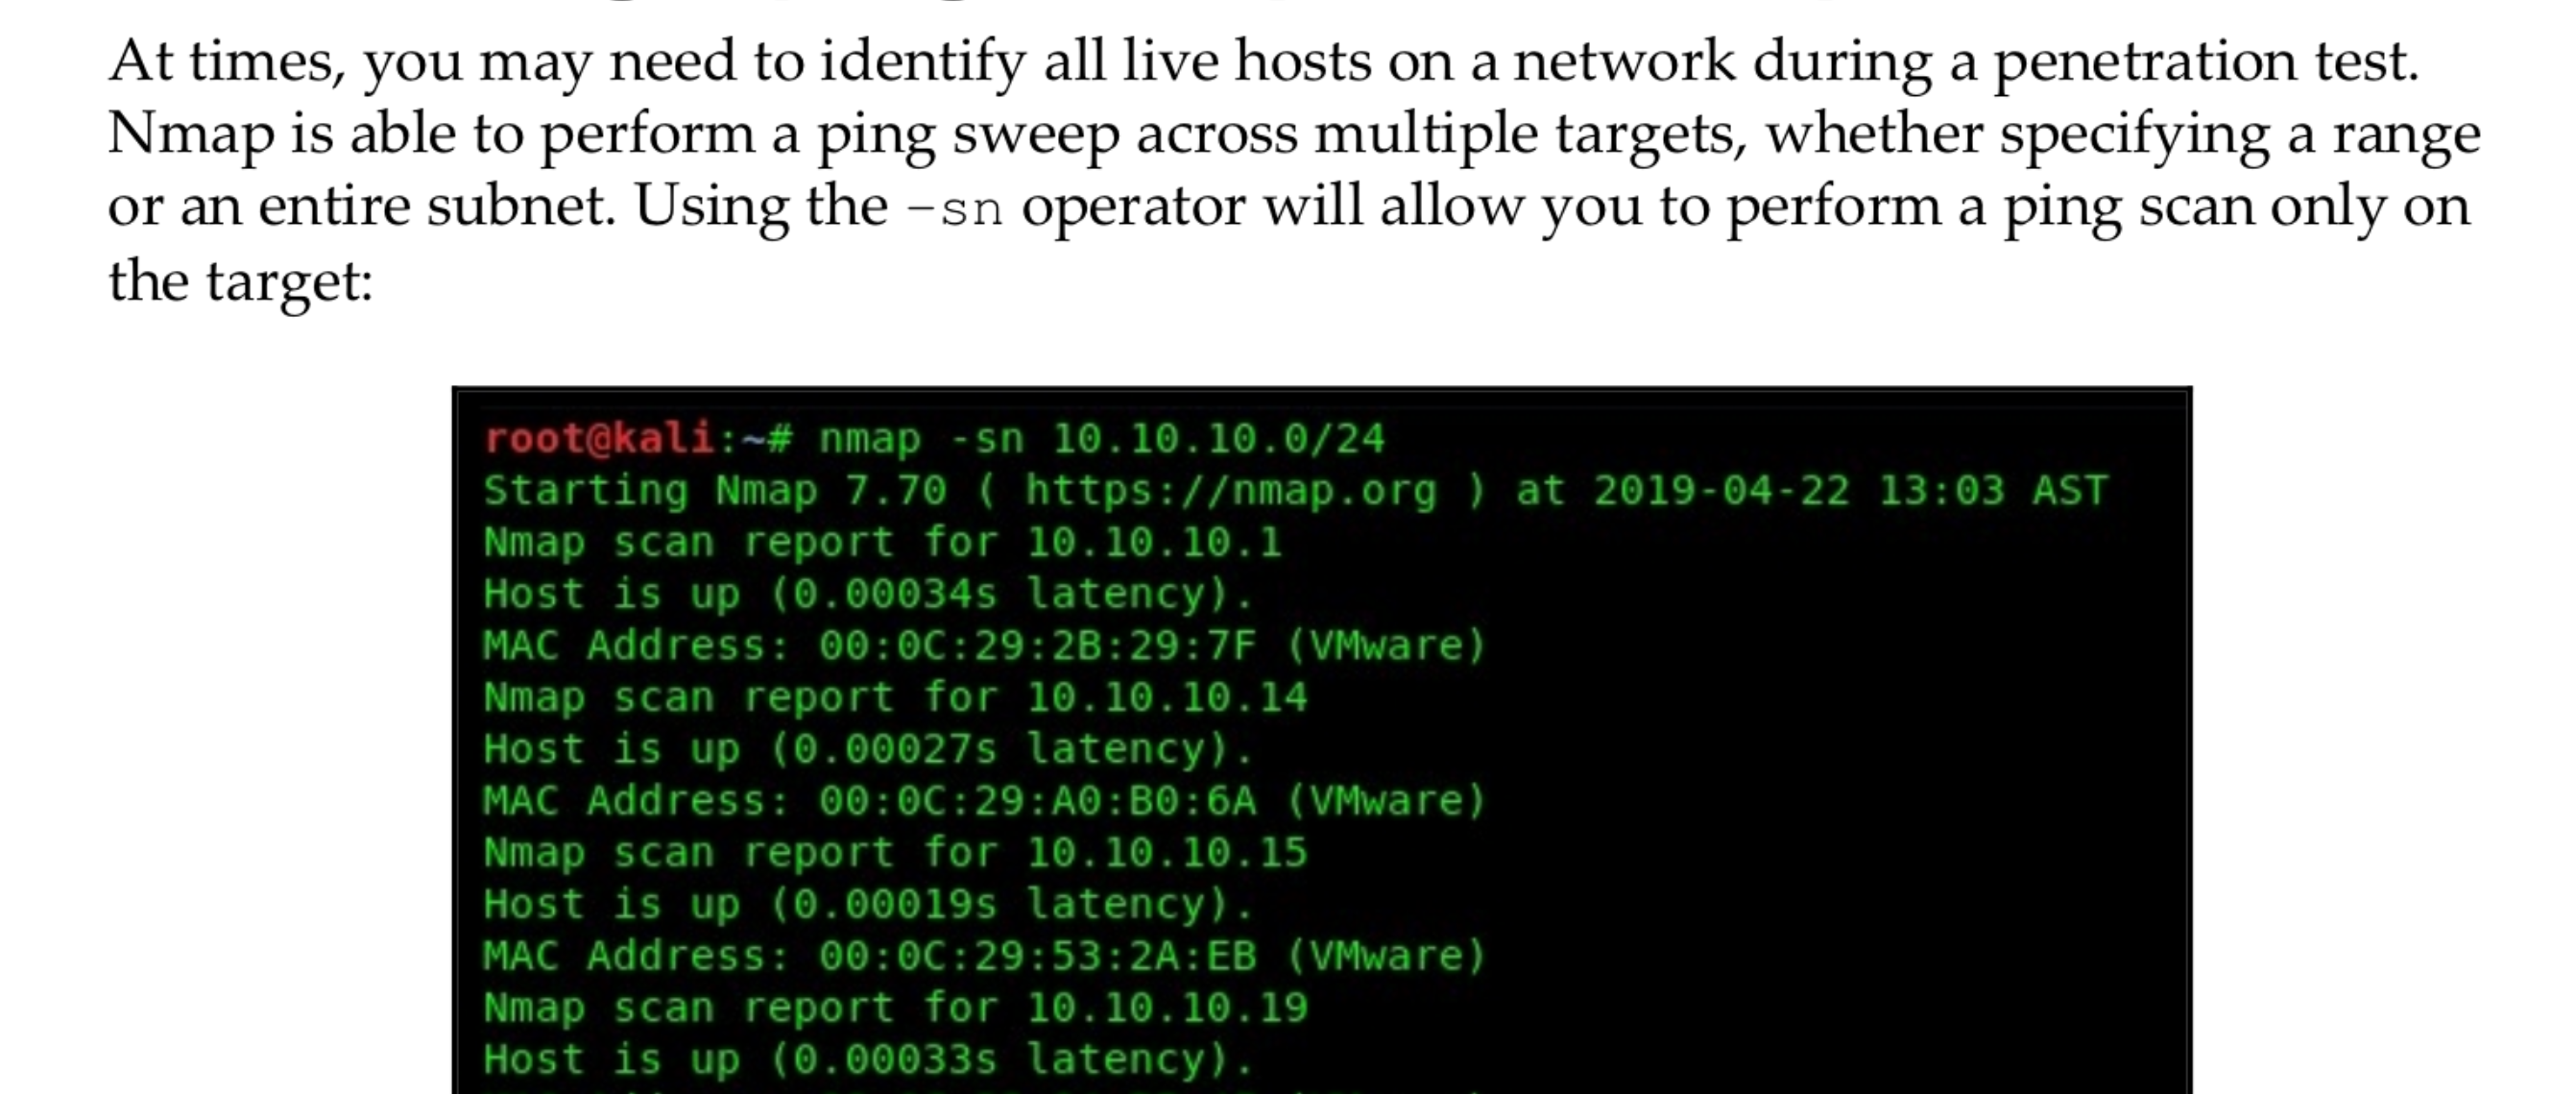 At times, you may need to identify all live hosts on a network during a penetration test.
Nmap is able to perform a ping sweep across multiple targets, whether specifying a range
or an entire subnet. Using the -sn operator will allow you to perform a ping scan only on
the target:
root@kali:~# nmap -sn 10.10.10.0/24
Starting Nmap 7.70 ( https://nmap.org ) at 2019-04-22 13:03 AST
Nmap scan report for 10.10.10.1
Host is up (0.00034s latency).
MAC Address: 00:0C:29:2B:29:7F (VMware)
Nmap scan report for 10.10.10.14
Host is up (0.00027s latency).
MAC Address: 00:0C:29:A0:B0:6A (VMware)
Nmap scan report for 10.10.10.15
Host is up (0.00019s latency).
MAC Address: 00:0C:29:53:2A:EB (VMware)
Nmap scan report for 10.10.10.19
Host is up (0.00033s latency).